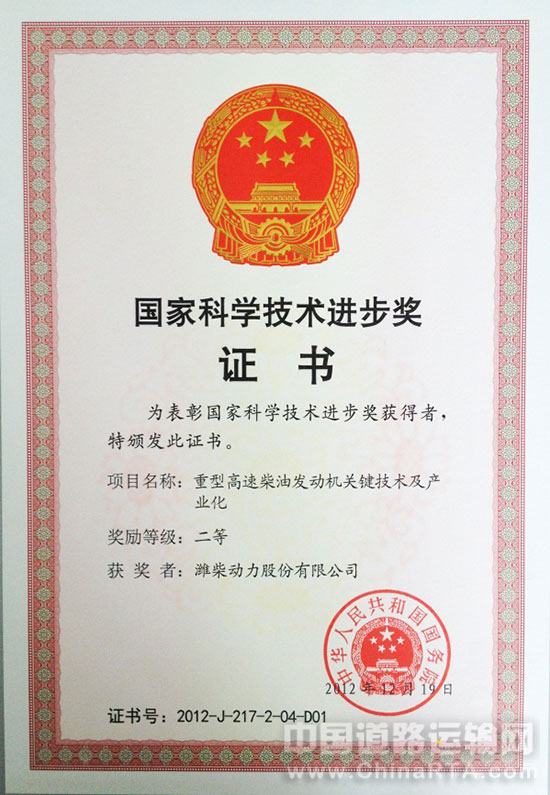 国家科学技术进步奖
证 书
为表彰国家科学技术进步奖获得者，
特颁发此证书。
项目名称：重型高速柴油发动机关键技术及产
业化
奖励等级：二等
获 奖 者：潍柴动力股份有限公司
中华人民共和国国务院
2012年12月19日
证书号：2012-J-217-2-04-D01
中国道路运输网
www.ChinaRTX.com